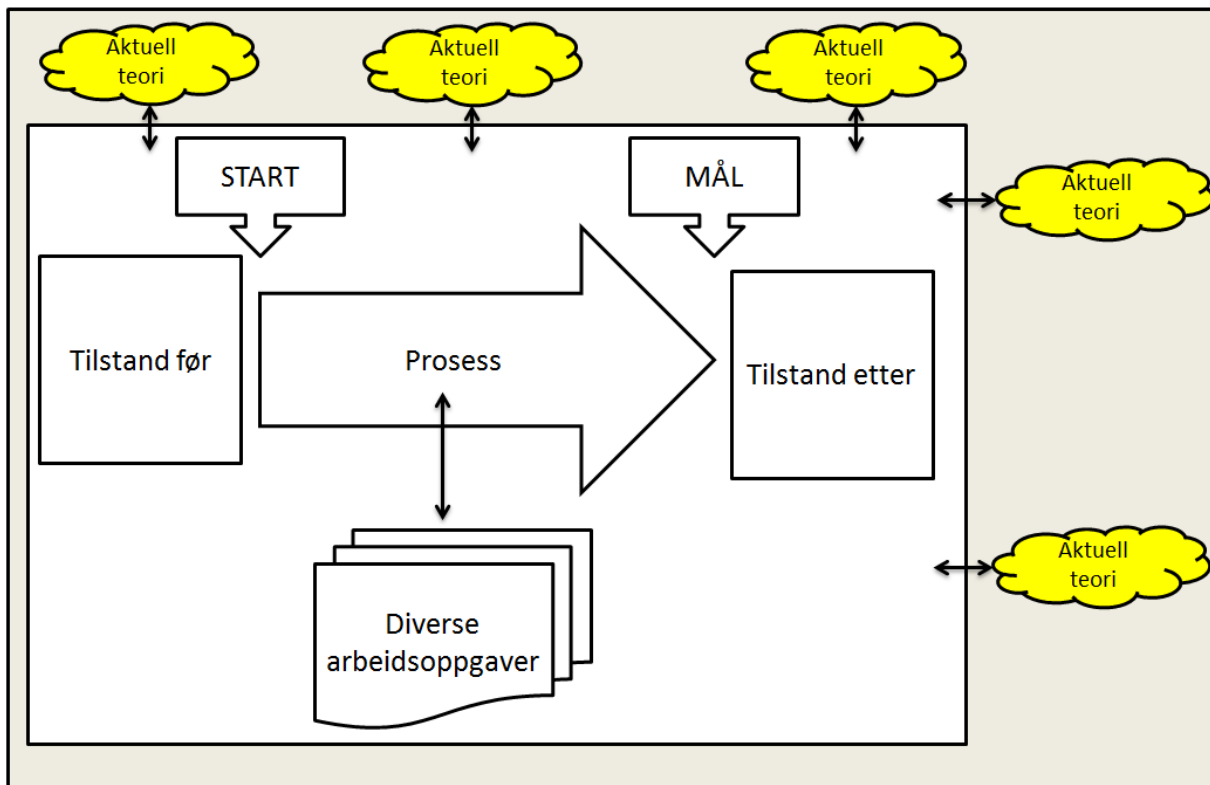 Aktuell
teori
Aktuell
teori
Aktuell
teori
START
MÅL
Aktuell
teori
Tilstand før
Prosess
Tilstand etter
Aktuell
teori
Diverse
arbeidsoppgaver